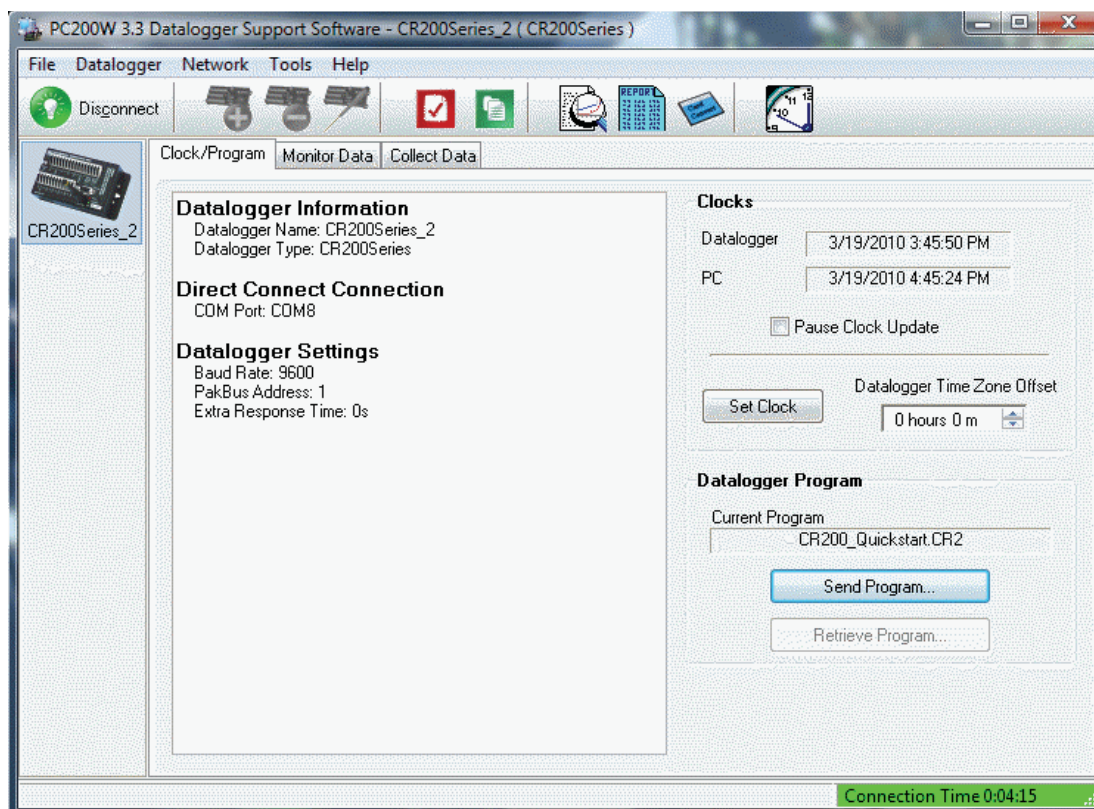 PC200W 3.3 Datalogger Support Software - CR200Series_2 ( CR200Series )
File Datalogger Network Tools Help
Disconnect
REPORT
Clock/Program Monitor Data Collect Data
CR200Series_2
Datalogger Information
Datalogger Name: CR200Series_2
Datalogger Type: CR200Series
Direct Connect Connection
COM Port: COM8
Datalogger Settings
Baud Rate: 9600
PakBus Address: 1
Extra Response Time: 0s
Clocks
Datalogger 3/19/2010 3:45:50 PM
PC 3/19/2010 4:45:24 PM
Pause Clock Update
Datalogger Time Zone Offset
Set Clock 0 hours 0 m
Datalogger Program
Current Program
CR200_Quickstart.CR2
Send Program...
Retrieve Program...
Connection Time 0:04:15